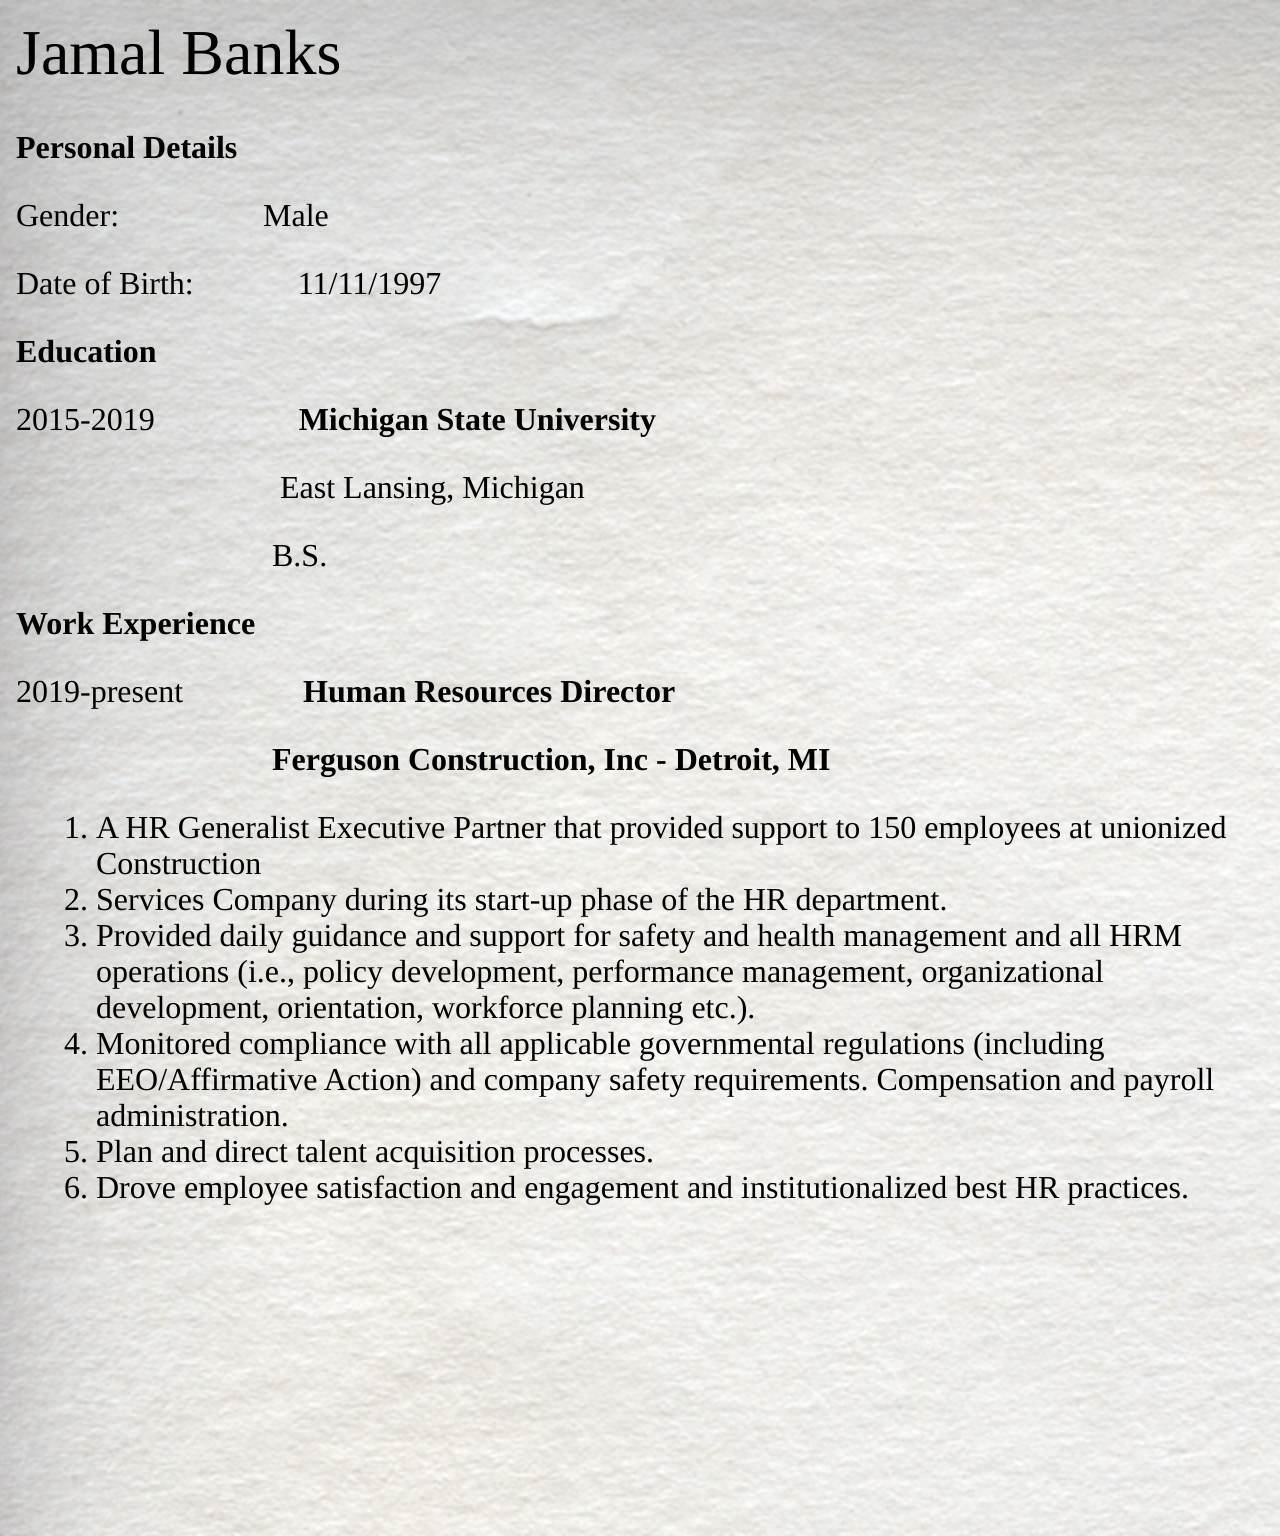 Jamal Banks
Personal Details
Gender: Male
Date of Birth: 11/11/1997
Education
2015-2019 Michigan State University
East Lansing, Michigan
B.S.
Work Experience
2019-present Human Resources Director
Ferguson Construction, Inc - Detroit, MI
1. A HR Generalist Executive Partner that provided support to 150 employees at unionized
Construction
2. Services Company during its start-up phase of the HR department.
3. Provided daily guidance and support for safety and health management and all HRM
operations (i.e., policy development, performance management, organizational
development, orientation, workforce planning etc.).
4. Monitored compliance with all applicable governmental regulations (including
EEO/Affirmative Action) and company safety requirements. Compensation and payroll
administration.
5. Plan and direct talent acquisition processes.
6. Drove employee satisfaction and engagement and institutionalized best HR practices.